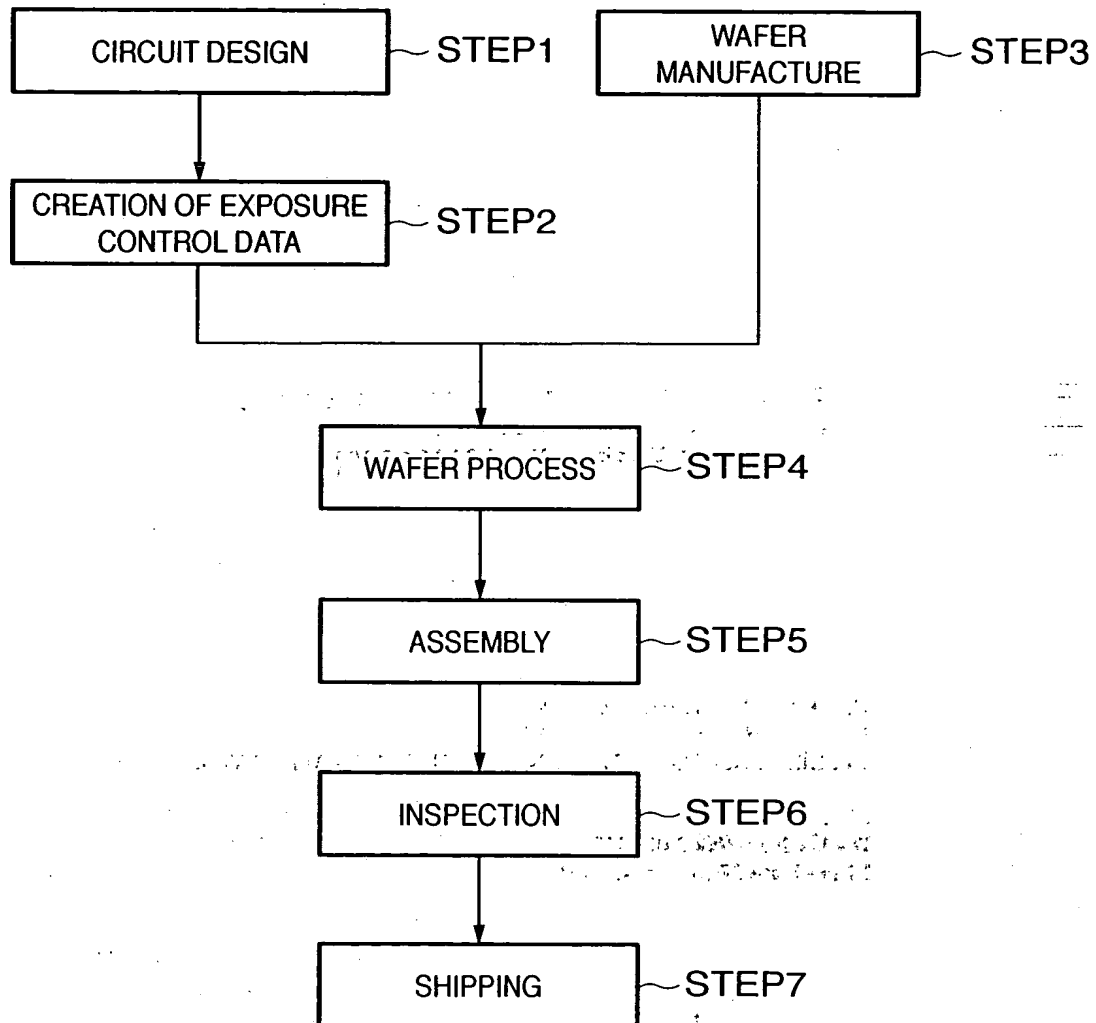 CIRCUIT DESIGN
STEP1
WAFER
MANUFACTURE
STEP3
CREATION OF EXPOSURE
CONTROL DATA
STEP2
WAFER PROCESS
STEP4
ASSEMBLY
STEP5
INSPECTION
STEP6
SHIPPING
STEP7